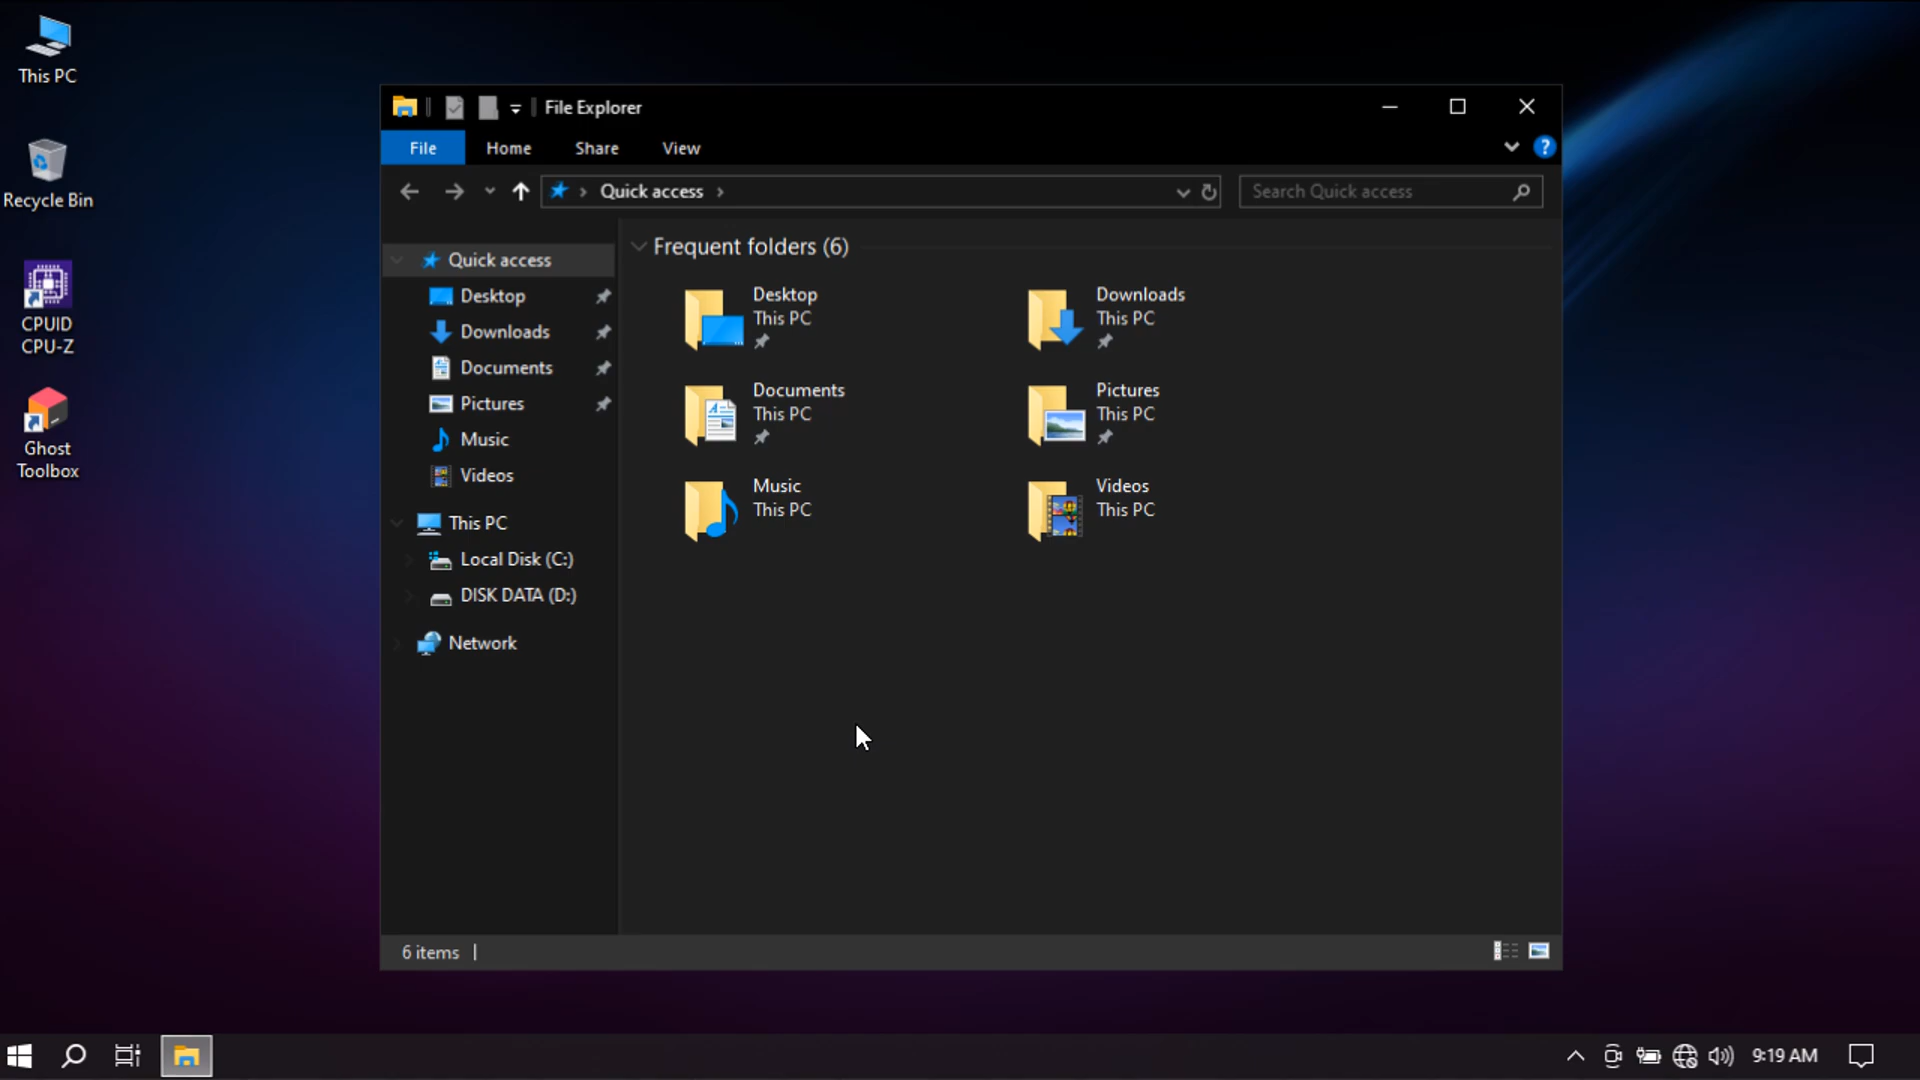 This PC
Recycle Bin
CPUID
CPU-Z
Ghost
Toolbox
File Explorer
File Home Share View
?
Quick access
Search Quick access
Quick access
Desktop
Downloads
Documents
Pictures
Music
Videos
This PC
Local Disk (C:)
DISK DATA (D:)
Network
Frequent folders (6)
Desktop
This PC
Downloads
This PC
Documents
This PC
Pictures
This PC
Music
This PC
Videos
This PC
6 items
9:19 AM